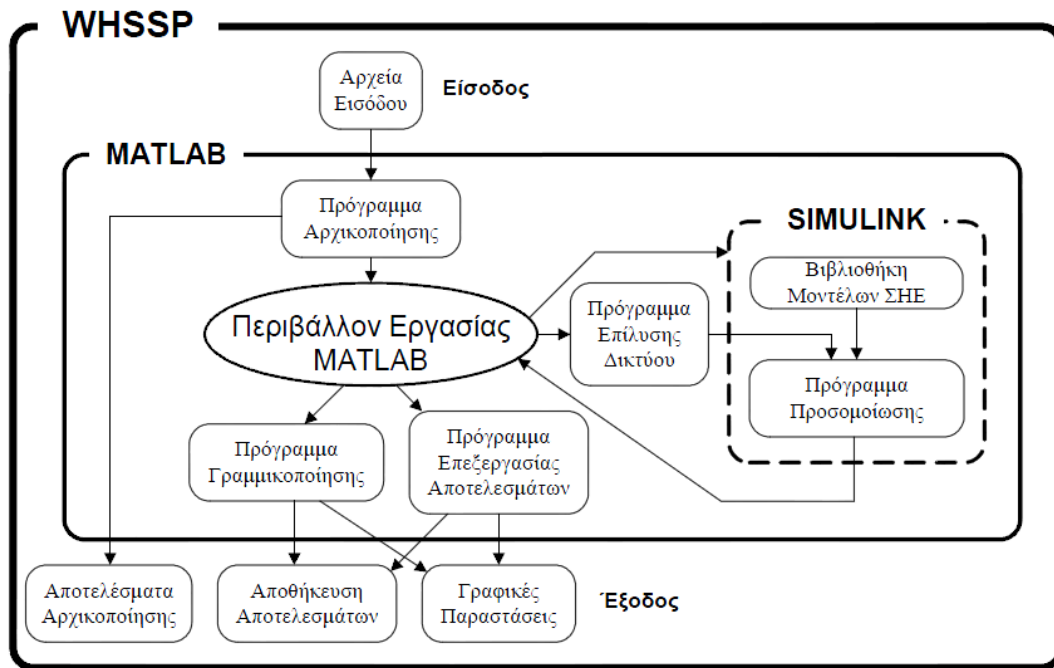 WHSSP
Αρχεία
Εισόδου
Είσοδος
MATLAB
Πρόγραμμα
Αρχικοποίησης
SIMULINK
Βιβλιοθήκη
Μοντέλων ΣΗΕ
Περιβάλλον Εργασίας
MATLAB
Πρόγραμμα
Επίλυσης
Δικτύου
Πρόγραμμα
Προσομοίωσης
Πρόγραμμα
Γραμμικοποίησης
Πρόγραμμα
Επεξεργασίας
Αποτελεσμάτων
Αποτελέσματα
Αρχικοποίησης
Αποθήκευση
Αποτελεσμάτων
Γραφικές
Παραστάσεις
Έξοδος